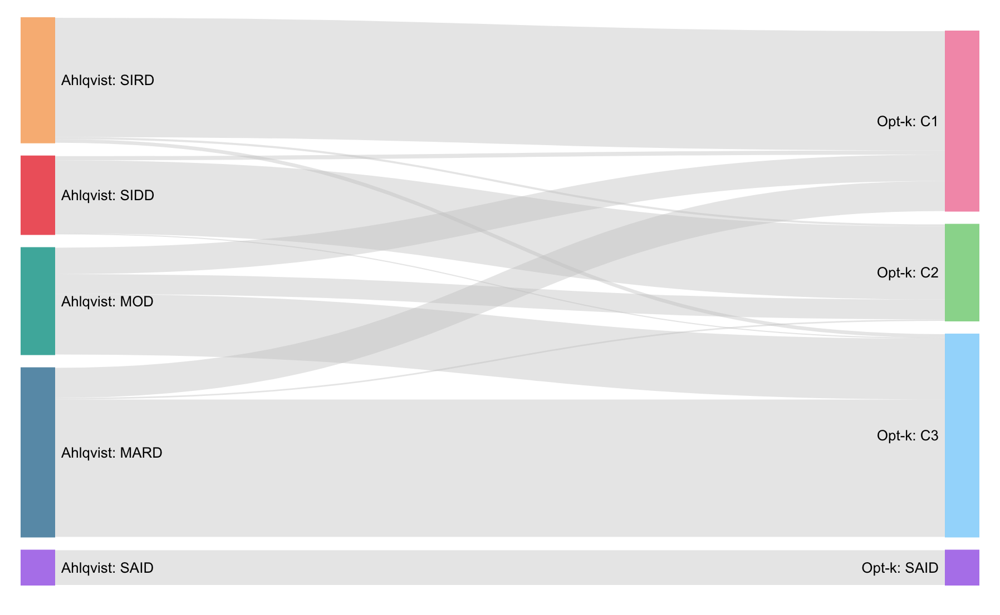 Ahlqvist: SIRD
Opt-k: C1
Ahlqvist: SIDD
Opt-k: C2
Ahlqvist: MOD
Opt-k: C3
Ahlqvist: MARD
Ahlqvist: SAID
Opt-k: SAID